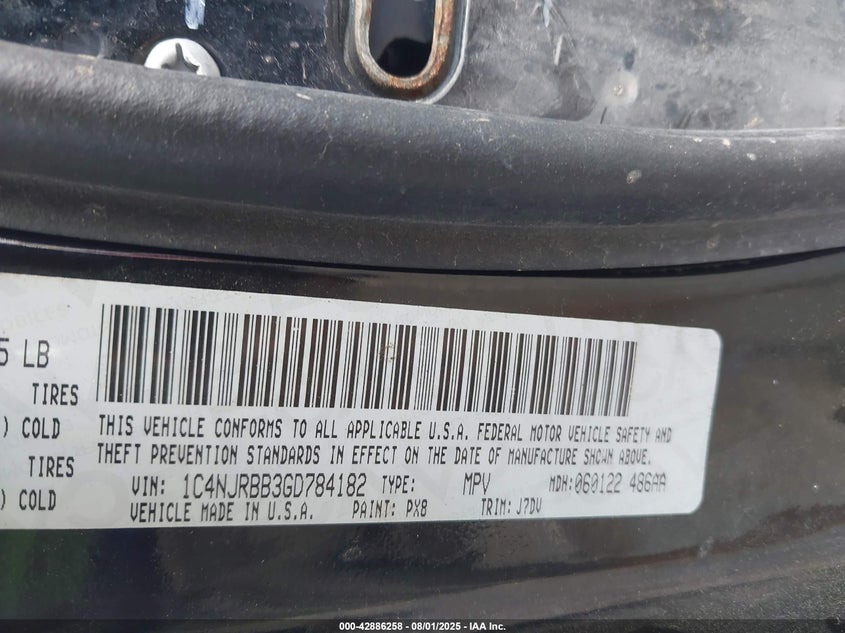 5 LB
TIRES
) COLD
TIRES
) COLD
THIS VEHICLE CONFORMS TO ALL APPLICABLE U.S.A. FEDERAL MOTOR VEHICLE SAFETY AND
THEFT PREVENTION STANDARDS IN EFFECT ON THE DATE OF MANUFACTURE SHOWN ABOVE.
VIN: 1C4NJRBB3GD784182 TYPE: MPV MDH:060122 486AA
VEHICLE MADE IN U.S.A. PAINT: PX8 TRIM: J7DV
000-42886258 - 08/01/2025 - IAA Inc.